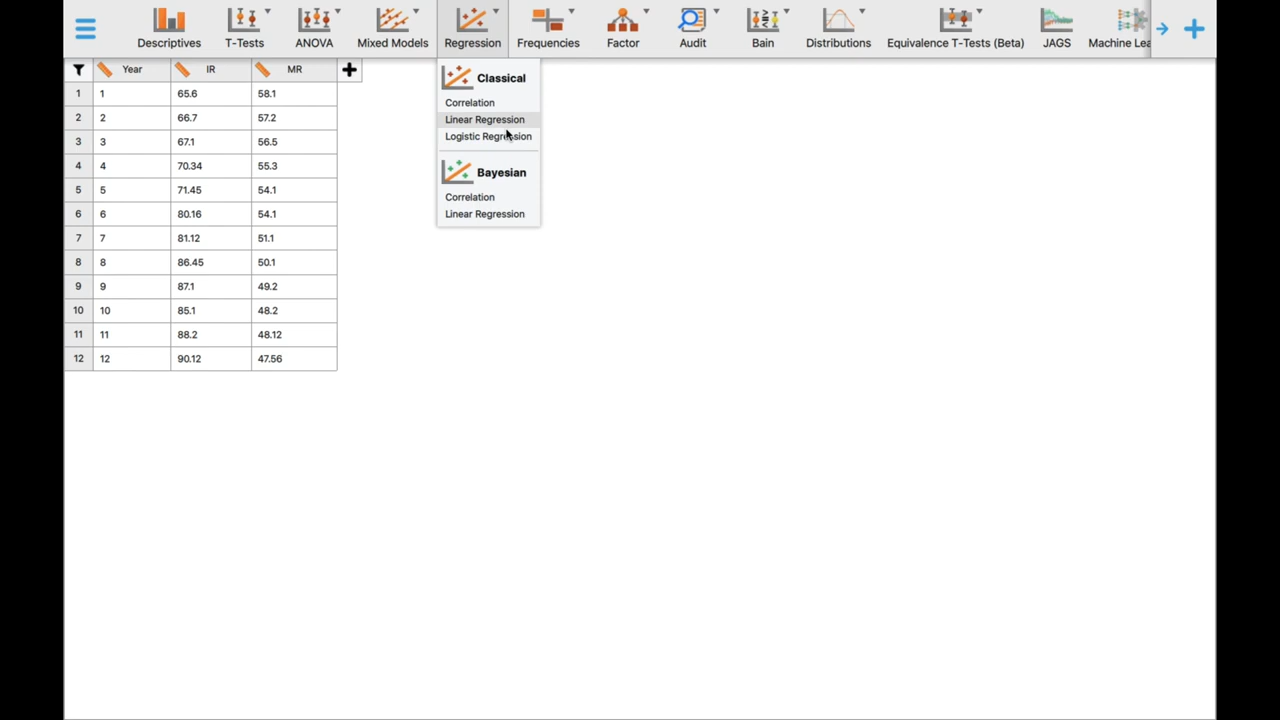 Descriptives T-Tests ANOVA Mixed Models Regression Frequencies Factor Audit Bain Distributions Equivalence T-Tests (Beta) JAGS Machine Lea
Year IR MR
1 1 65.6 58.1
2 2 66.7 57.2
3 3 67.1 56.5
4 4 70.34 55.3
5 5 71.45 54.1
6 6 80.16 54.1
7 7 81.12 51.1
8 8 86.45 50.1
9 9 87.1 49.2
10 10 85.1 48.2
11 11 88.2 48.12
12 12 90.12 47.56
Classical
Correlation
Linear Regression
Logistic Regression
Bayesian
Correlation
Linear Regression